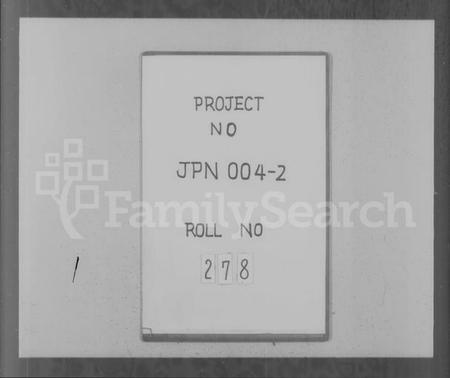 PROJECT
NO
JPN 004-2
FamilySearch
ROLL NO
278
/